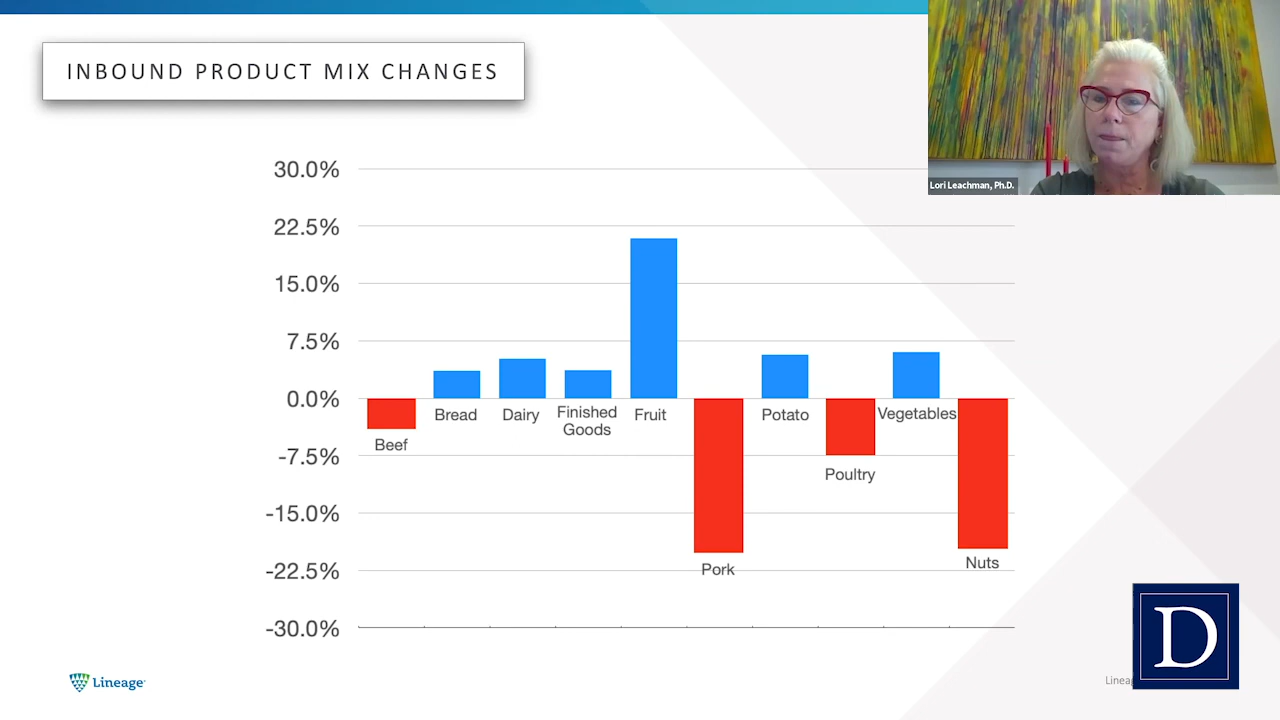 INBOUND PRODUCT MIX CHANGES
Lori Leachman, Ph.D.
30.0%
22.5%
15.0%
7.5%
0.0%
-7.5%
-15.0%
-22.5%
-30.0%
Beef
Bread
Dairy
Finished
Goods
Fruit
Pork
Potato
Poultry
Vegetables
Nuts
Lineage
D